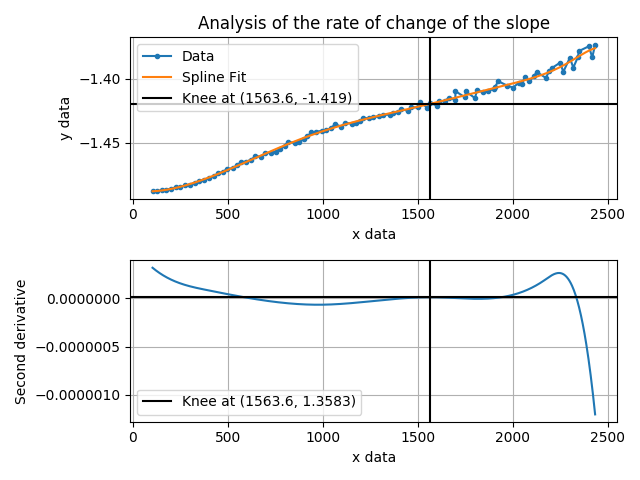 Analysis of the rate of change of the slope
Data
Spline Fit
Knee at (1563.6, -1.419)
−1.40
−1.45
y data
0 500 1000 1500 2000 2500
x data
0.0000000
−0.0000005
−0.0000010
Second derivative
Knee at (1563.6, 1.3583)
0 500 1000 1500 2000 2500
x data